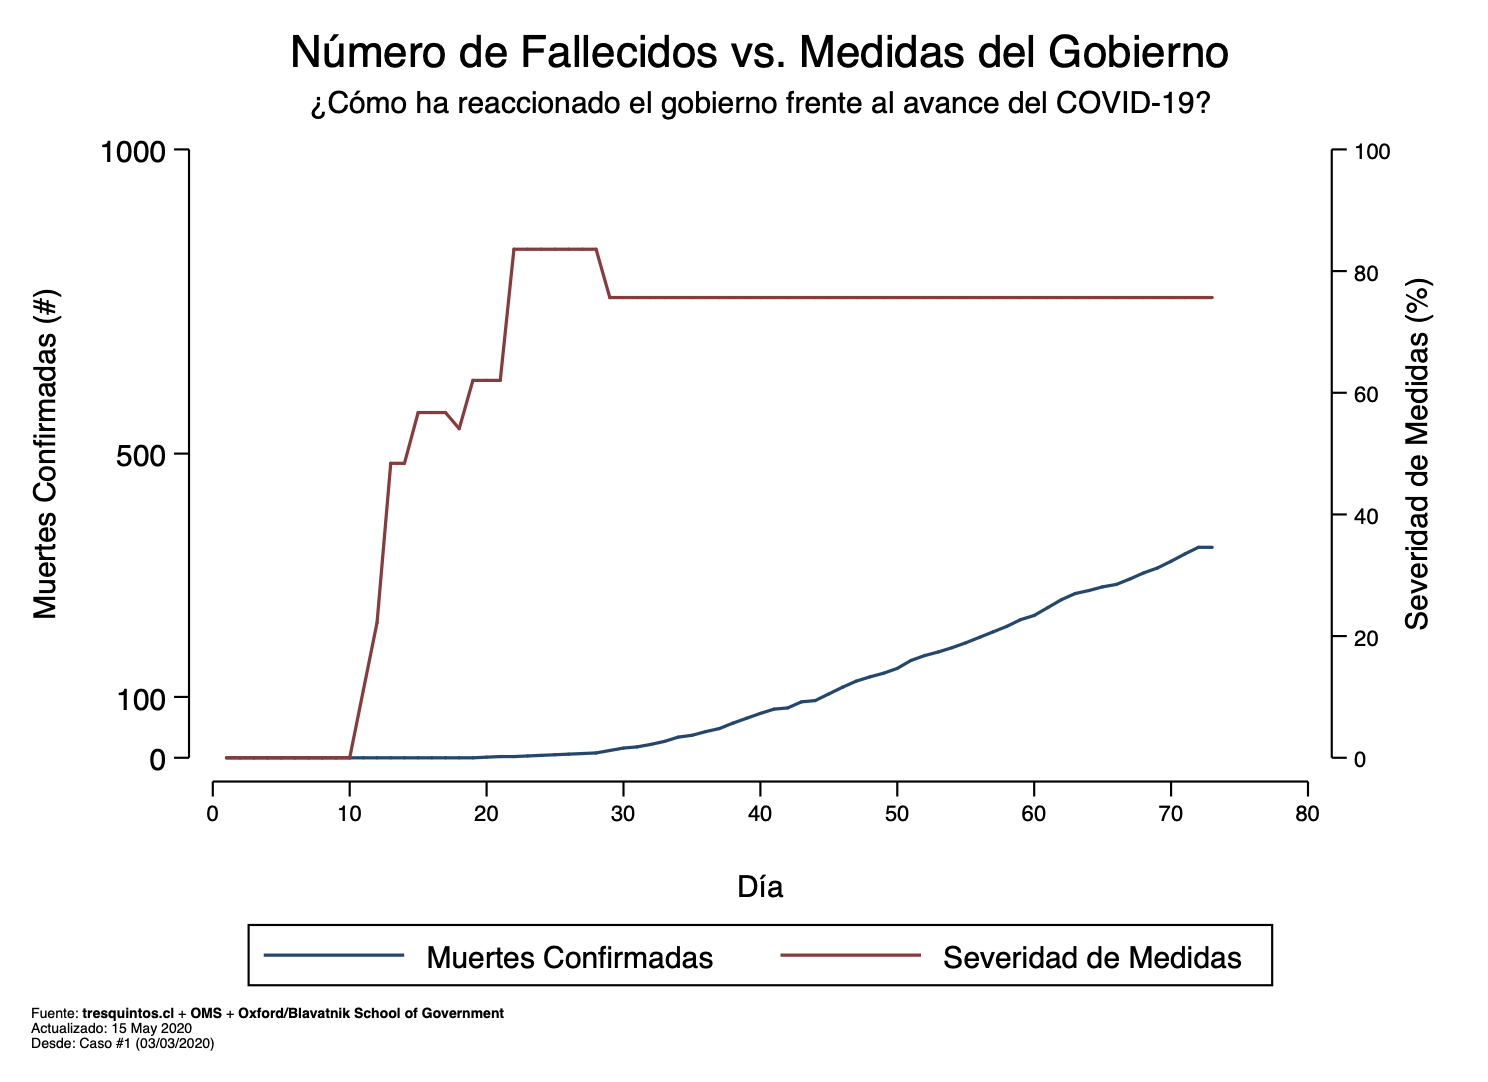 Número de Fallecidos vs. Medidas del Gobierno
¿Cómo ha reaccionado el gobierno frente al avance del COVID-19?
Muertes Confirmadas (#)
1000
500
100
0
Severidad de Medidas (%)
100
80
60
40
20
0
0 10 20 30 40 50 60 70 80
Día
Muertes Confirmadas Severidad de Medidas
Fuente: tresquintos.cl + OMS + Oxford/Blavatnik School of Government
Actualizado: 15 May 2020
Desde: Caso #1 (03/03/2020)